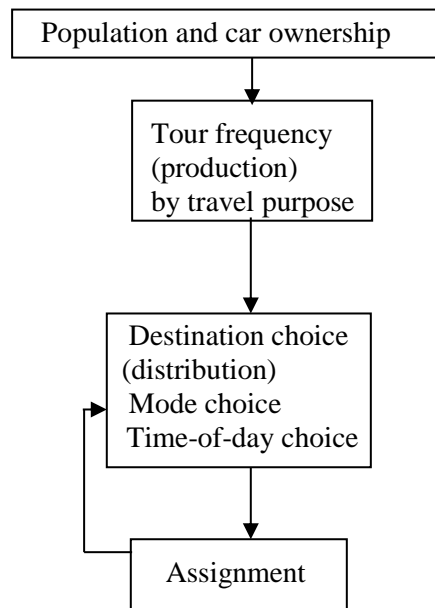 Population and car ownership
Tour frequency
(production)
by travel purpose
Destination choice
(distribution)
Mode choice
Time-of-day choice
Assignment